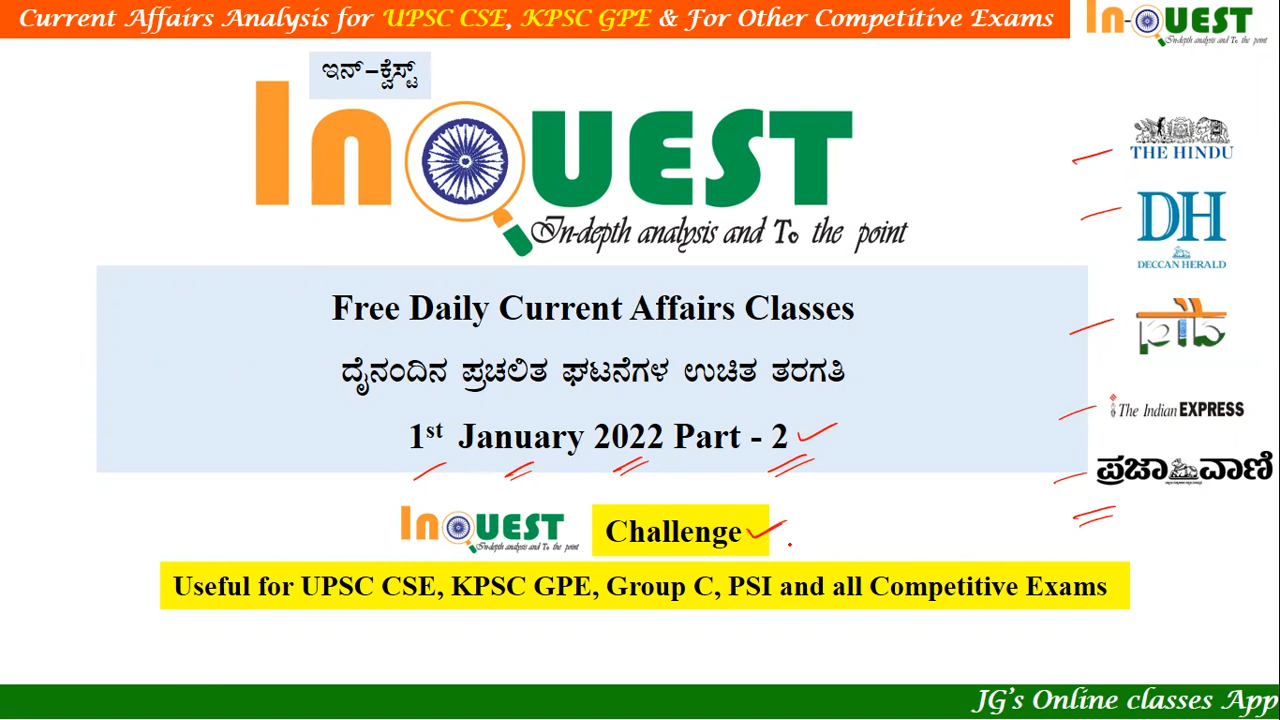 Current Affairs Analysis for UPSC CSE, KPSC GPE & For Other Competitive Exams
In-QUEST
In-depth analysis and To the point
ಇನ್-ಕ್ವೆಸ್ಟ್
InQUEST
In-depth analysis and To the point
THE HINDU
DH
DECCAN HERALD
pib
The Indian EXPRESS
ಪ್ರಜಾವಾಣಿ
Free Daily Current Affairs Classes
ದೈನಂದಿನ ಪ್ರಚಲಿತ ಘಟನೆಗಳ ಉಚಿತ ತರಗತಿ
1st January 2022 Part - 2
InQUEST Challenge
In-depth analysis and To the point
Useful for UPSC CSE, KPSC GPE, Group C, PSI and all Competitive Exams
JG's Online classes App